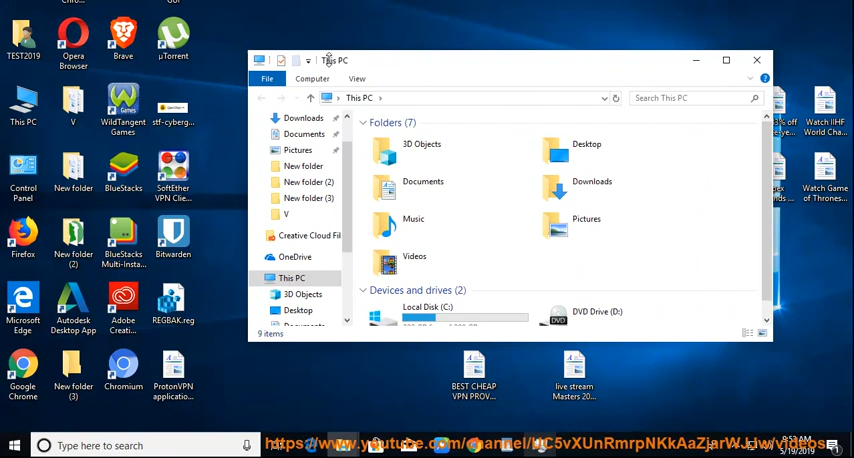 Chro...
Gol
TEST2019
Opera
Browser
Brave
µTorrent
This PC
File
Computer
View
This PC
Search This PC
Downloads
Documents
Pictures
New folder
New folder (2)
New folder (3)
V
Creative Cloud Fil
OneDrive
This PC
3D Objects
Desktop
Folders (7)
3D Objects
Desktop
Documents
Downloads
Music
Pictures
Videos
Devices and drives (2)
Local Disk (C:)
DVD Drive (D:)
DVD
9 items
This PC
V
WildTangent
Games
stf-cyberg...
Control
Panel
New folder
BlueStacks
SoftEther
VPN Clie...
Firefox
New folder
(2)
BlueStacks
Multi-Insta...
Bitwarden
Microsoft
Edge
Autodesk
Desktop App
Adobe
Creati...
REGBAK.reg
Google
Chrome
New folder
(3)
Chromium
ProtonVPN
applicatio...
BEST CHEAP
VPN PROV...
live stream
Masters 20...
3% off
Watch IIHF
World Cha...
Watch Game
of Thrones...
Type here to search
5/19/2019